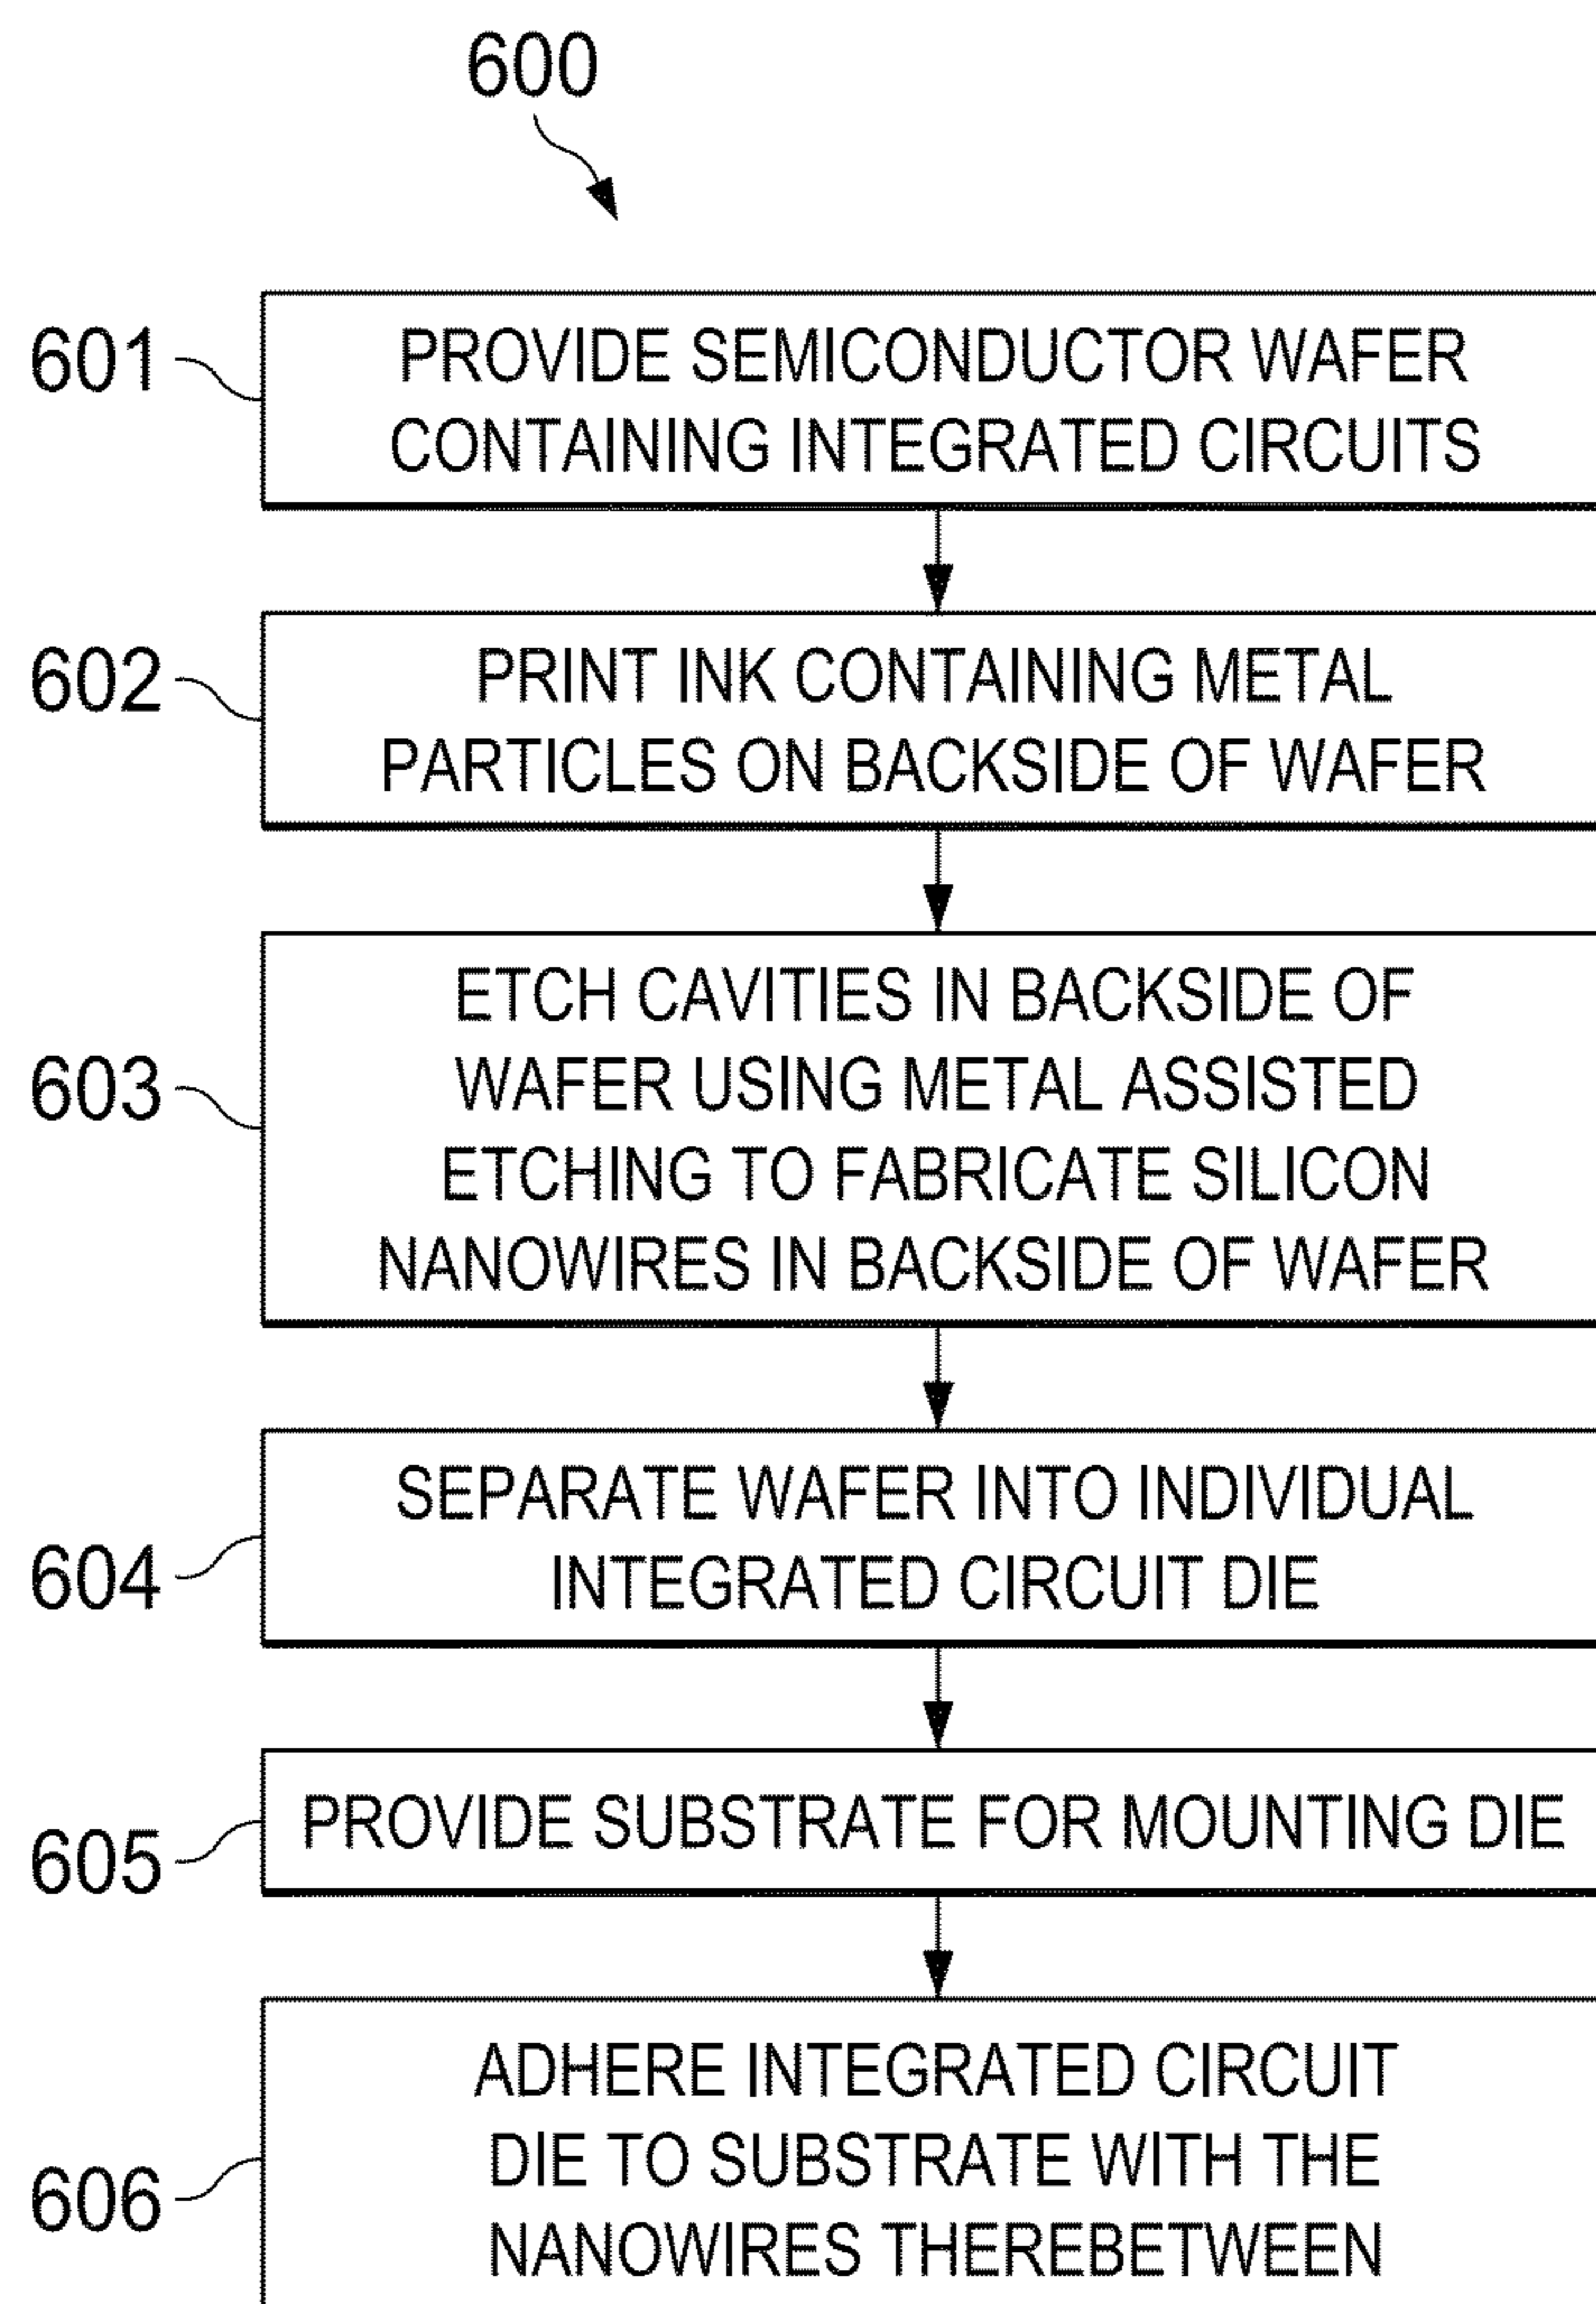 600
601
PROVIDE SEMICONDUCTOR WAFER
CONTAINING INTEGRATED CIRCUITS
602
PRINT INK CONTAINING METAL
PARTICLES ON BACKSIDE OF WAFER
603
ETCH CAVITIES IN BACKSIDE OF
WAFER USING METAL ASSISTED
ETCHING TO FABRICATE SILICON
NANOWIRES IN BACKSIDE OF WAFER
604
SEPARATE WAFER INTO INDIVIDUAL
INTEGRATED CIRCUIT DIE
605
PROVIDE SUBSTRATE FOR MOUNTING DIE
606
ADHERE INTEGRATED CIRCUIT
DIE TO SUBSTRATE WITH THE
NANOWIRES THEREBETWEEN